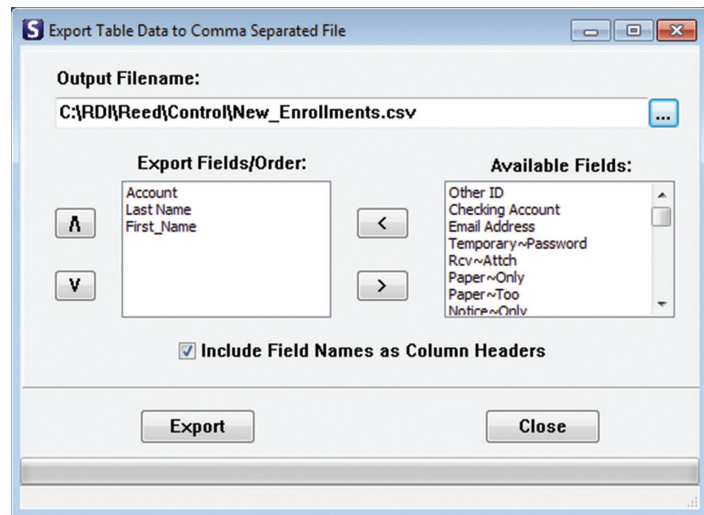 S Export Table Data to Comma Separated File
Output Filename:
C:\RDI\Reed\Control\New_Enrollments.csv ...
Export Fields/Order:
Available Fields:
Account
Last Name
First_Name
Λ
V
<
>
Other ID
Checking Account
Email Address
Temporary~Password
Rcv~Attch
Paper~Only
Paper~Too
Notice~Only
Include Field Names as Column Headers
Export
Close